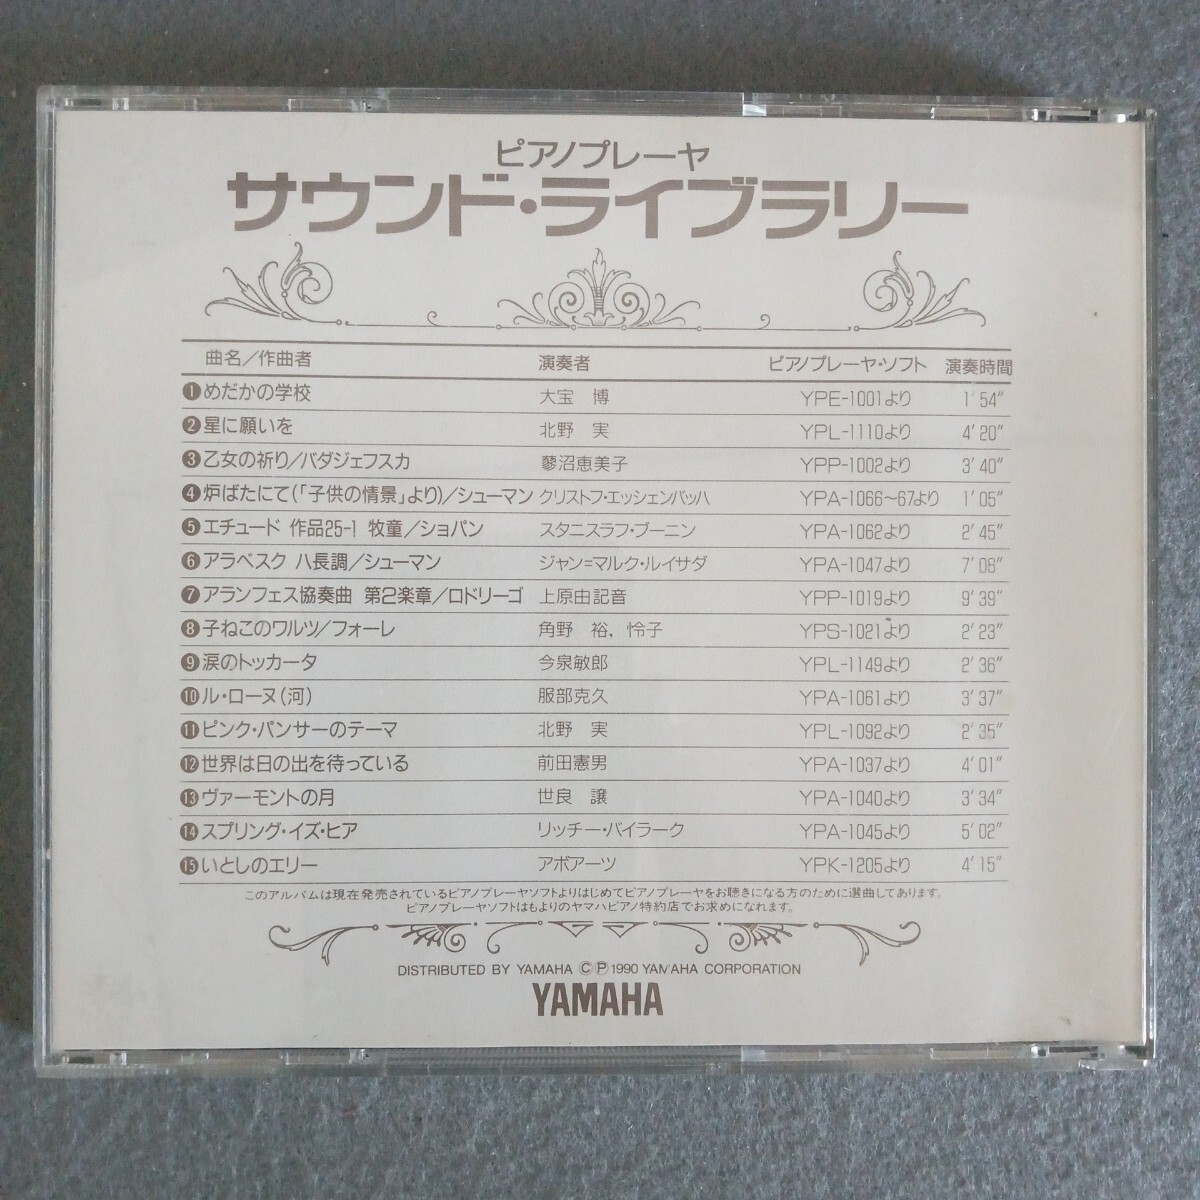 ピアノプレーヤ
サウンド・ライブラリー
曲名／作曲者 演奏者 ピアノプレーヤ・ソフト 演奏時間
❶めだかの学校 大宝 博 YPE-1001より 1′54″
❷星に願いを 北野 実 YPL-1110より 4′20″
❸乙女の祈り／バダジェフスカ 蓼沼恵美子 YPP-1002より 3′40″
❹炉ばたにて(「子供の情景」より)／シューマン クリストフ・エッシェンバッハ YPA-1066〜67より 1′05″
❺エチュード 作品25-1 牧童／ショパン スタニスラフ・ブーニン YPA-1062より 2′45″
❻アラベスク ハ長調／シューマン ジャン=マルク・ルイサダ YPA-1047より 7′06″
❼アランフェス協奏曲 第2楽章／ロドリーゴ 上原由記音 YPP-1019より 9′39″
❽子ねこのワルツ／フォーレ 角野 裕，怜子 YPS-1021より 2′23″
❾涙のトッカータ 今泉敏郎 YPL-1149より 2′36″
❿ル・ローヌ(河) 服部克久 YPA-1061より 3′37″
⓫ピンク・パンサーのテーマ 北野 実 YPL-1092より 2′35″
⓬世界は日の出を待っている 前田憲男 YPA-1037より 4′01″
⓭ヴァーモントの月 世良 譲 YPA-1040より 3′34″
⓮スプリング・イズ・ヒア リッチー・バイラーク YPA-1045より 5′02″
⓯いとしのエリー アボアーツ YPK-1205より 4′15″
このアルバムは現在発売されているピアノプレーヤソフトよりはじめてピアノプレーヤをお聴きになる方のために選曲してあります。
ピアノプレーヤソフトはもよりのヤマハピアノ特約店でお求めになれます。
DISTRIBUTED BY YAMAHA ⒸⓅ1990 YAMAHA CORPORATION
YAMAHA